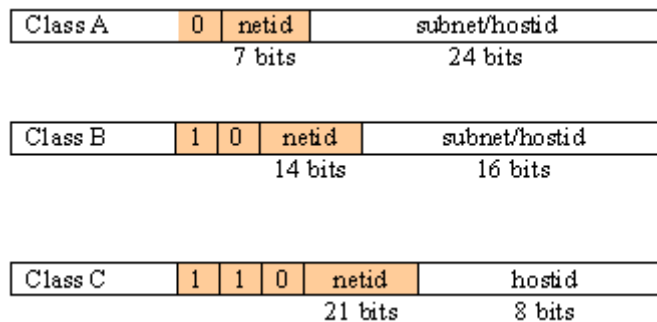 Class A 0 netid subnet/hostid
7 bits 24 bits
Class B 1 0 netid subnet/hostid
14 bits 16 bits
Class C 1 1 0 netid hostid
21 bits 8 bits